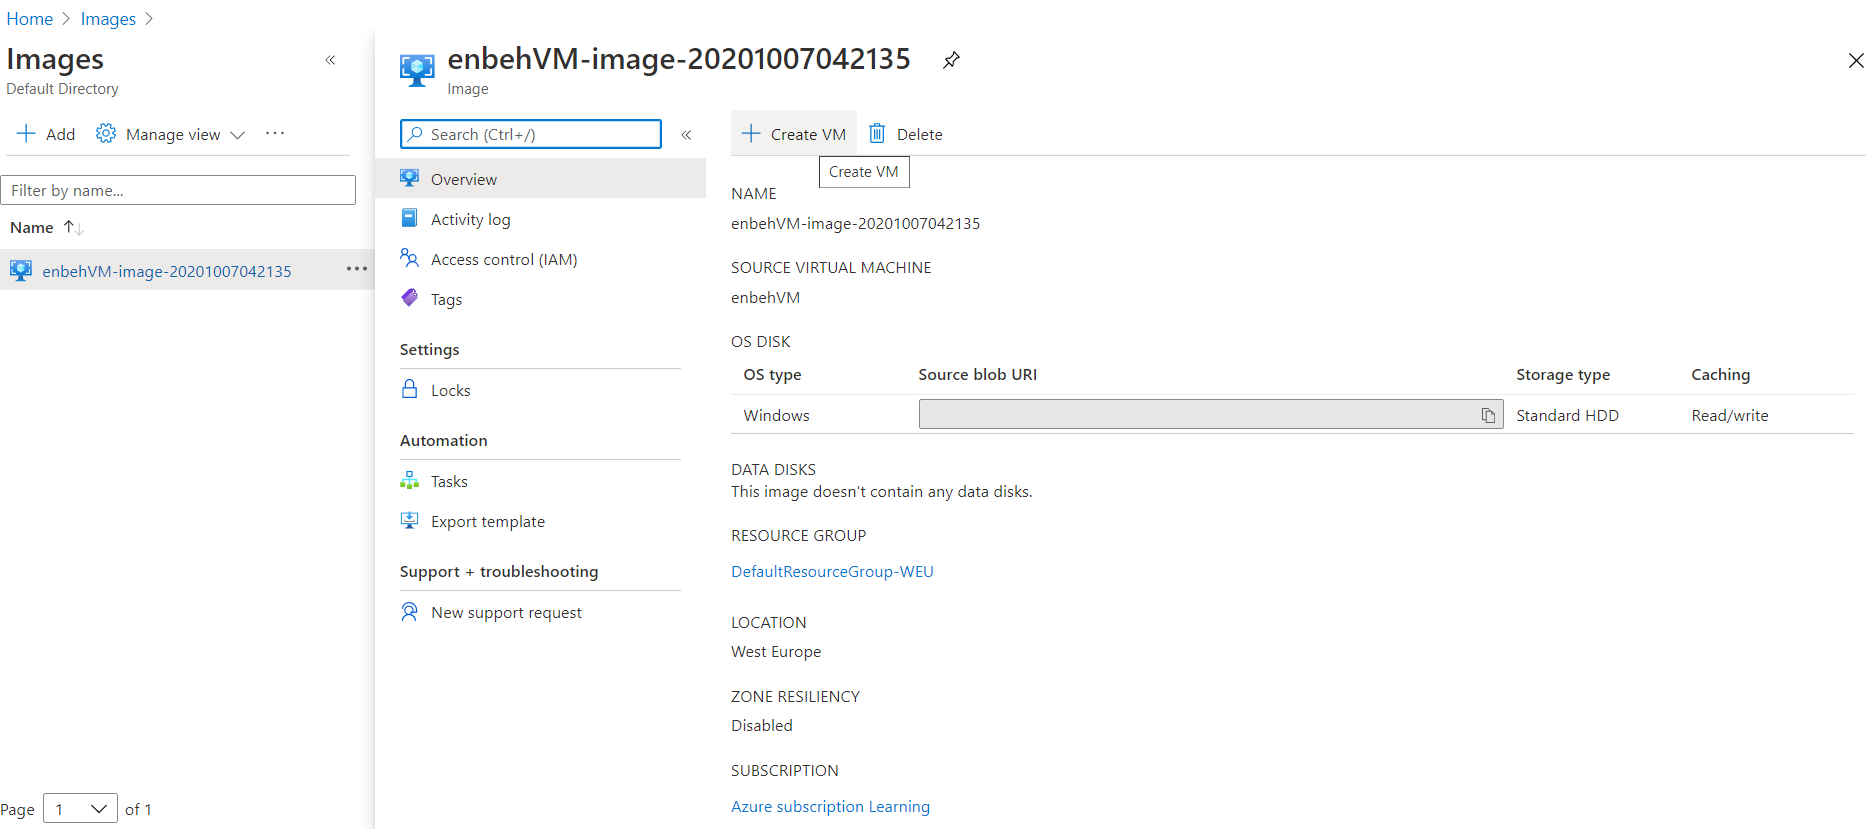 Home > Images >
Images
Default Directory
Add Manage view ...
Filter by name...
Name
enbehVM-image-20201007042135 ...
Page 1 of 1
enbehVM-image-20201007042135
Image
Search (Ctrl+/)
Overview
Activity log
Access control (IAM)
Tags
Settings
Locks
Automation
Tasks
Export template
Support + troubleshooting
New support request
Create VM Delete
Create VM
NAME
enbehVM-image-20201007042135
SOURCE VIRTUAL MACHINE
enbehVM
OS DISK
OS type Source blob URI Storage type Caching
Windows Standard HDD Read/write
DATA DISKS
This image doesn't contain any data disks.
RESOURCE GROUP
DefaultResourceGroup-WEU
LOCATION
West Europe
ZONE RESILIENCY
Disabled
SUBSCRIPTION
Azure subscription Learning